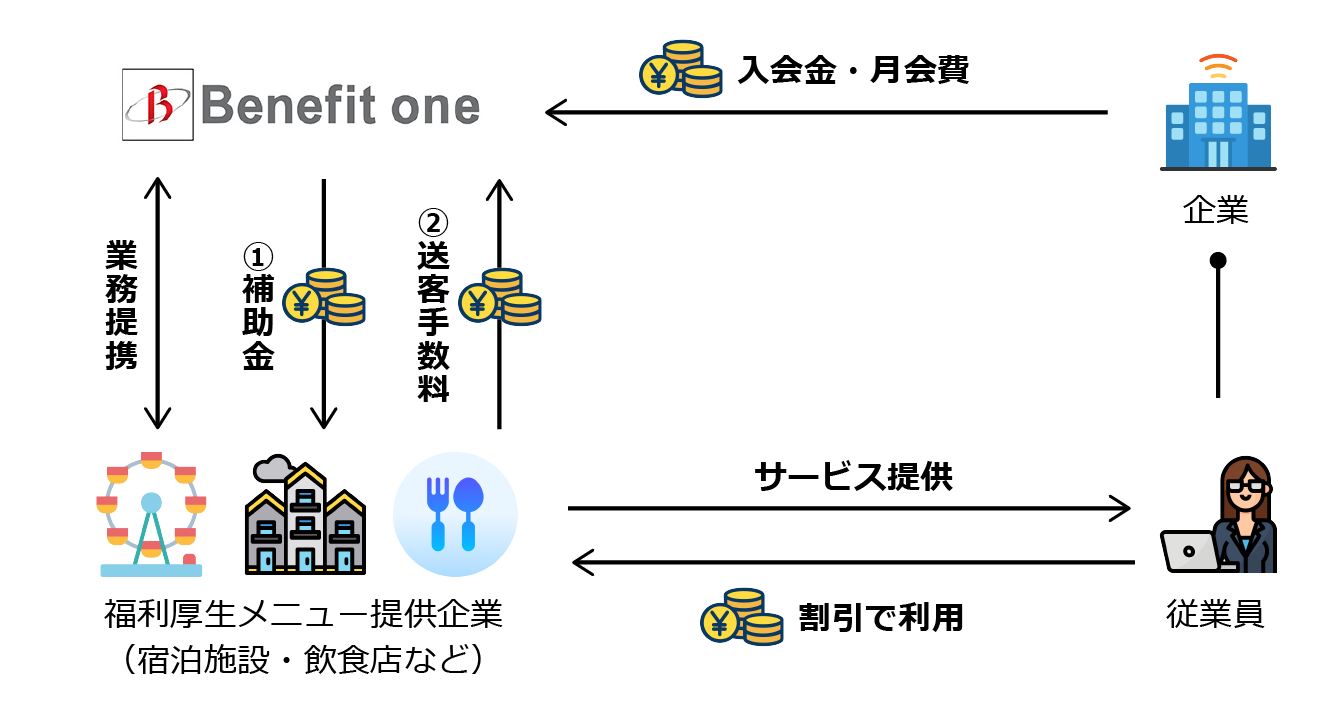 入会金・月会費
Benefit one
企業
業務提携
①補助金
②送客手数料
サービス提供
割引で利用
福利厚生メニュー提供企業
（宿泊施設・飲食店など）
従業員